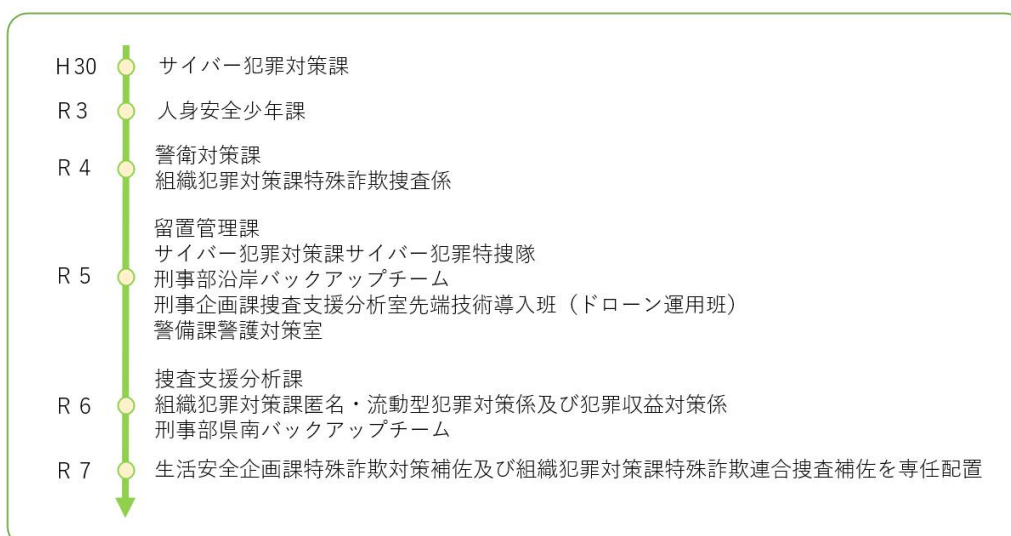 H30 サイバー犯罪対策課
R 3 人身安全少年課
R 4
警衛対策課
組織犯罪対策課特殊詐欺捜査係
R 5
留置管理課
サイバー犯罪対策課サイバー犯罪特捜隊
刑事部沿岸バックアップチーム
刑事企画課捜査支援分析室先端技術導入班（ドローン運用班）
警備課警護対策室
R 6
捜査支援分析課
組織犯罪対策課匿名・流動型犯罪対策係及び犯罪収益対策係
刑事部県南バックアップチーム
R 7 生活安全企画課特殊詐欺対策補佐及び組織犯罪対策課特殊詐欺連合捜査補佐を専任配置